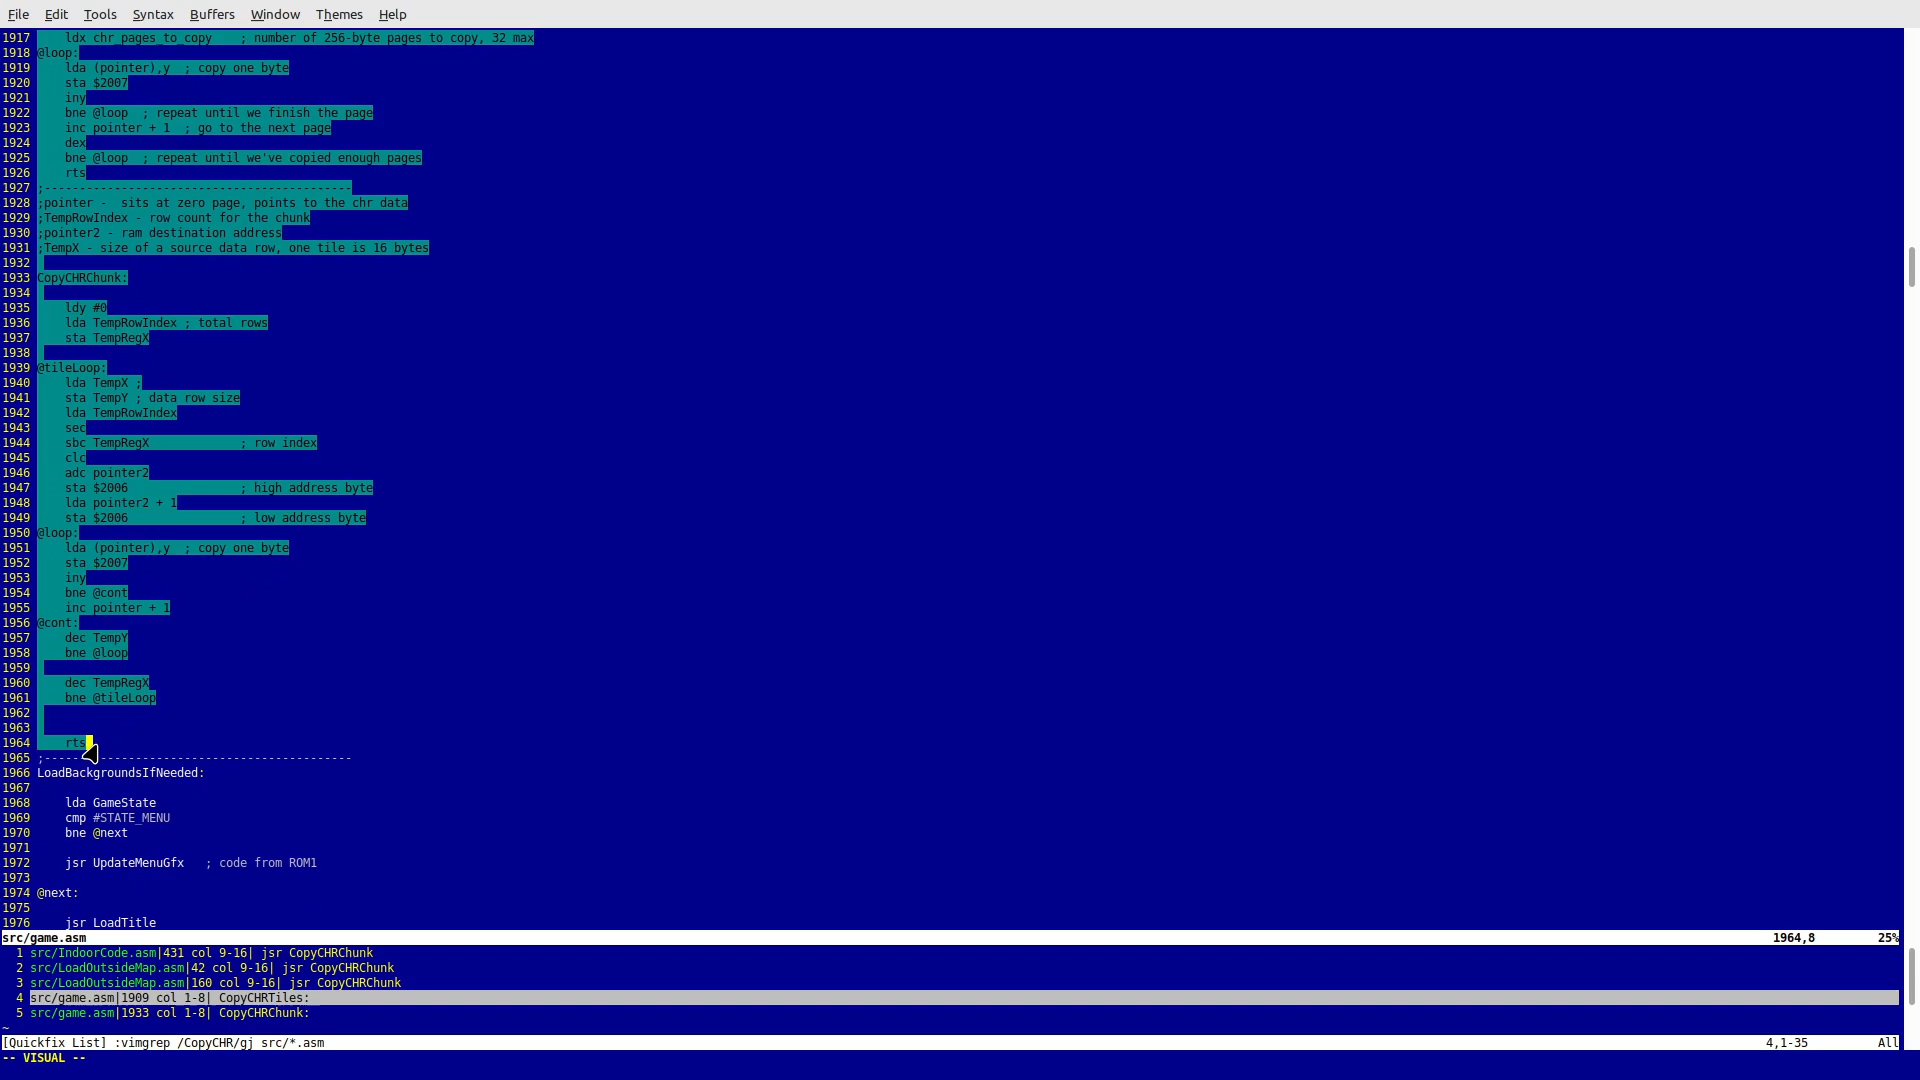 File Edit Tools Syntax Buffers Window Themes Help
1917     ldx chr_pages_to_copy    ; number of 256-byte pages to copy, 32 max
1918 @loop:
1919     lda (pointer),y  ; copy one byte
1920     sta $2007
1921     iny
1922     bne @loop  ; repeat until we finish the page
1923     inc pointer + 1  ; go to the next page
1924     dex
1925     bne @loop  ; repeat until we've copied enough pages
1926     rts
1927 ;--------------------------------------------
1928 ;pointer -  sits at zero page, points to the chr data
1929 ;TempRowIndex - row count for the chunk
1930 ;pointer2 - ram destination address
1931 ;TempX - size of a source data row, one tile is 16 bytes
1932
1933 CopyCHRChunk:
1934
1935     ldy #0
1936     lda TempRowIndex ; total rows
1937     sta TempRegX
1938
1939 @tileLoop:
1940     lda TempX ;
1941     sta TempY ; data row size
1942     lda TempRowIndex
1943     sec
1944     sbc TempRegX             ; row index
1945     clc
1946     adc pointer2
1947     sta $2006                ; high address byte
1948     lda pointer2 + 1
1949     sta $2006                ; low address byte
1950 @loop:
1951     lda (pointer),y  ; copy one byte
1952     sta $2007
1953     iny
1954     bne @cont
1955     inc pointer + 1
1956 @cont:
1957     dec TempY
1958     bne @loop
1959
1960     dec TempRegX
1961     bne @tileLoop
1962
1963
1964     rts
1965 ;--------------------------------------------
1966 LoadBackgroundsIfNeeded:
1967
1968     lda GameState
1969     cmp #STATE_MENU
1970     bne @next
1971
1972     jsr UpdateMenuGfx   ; code from ROM1
1973
1974 @next:
1975
1976     jsr LoadTitle
src/game.asm 1964,8 25%
1 src/IndoorCode.asm|431 col 9-16| jsr CopyCHRChunk
2 src/LoadOutsideMap.asm|42 col 9-16| jsr CopyCHRChunk
3 src/LoadOutsideMap.asm|160 col 9-16| jsr CopyCHRChunk
4 src/game.asm|1909 col 1-8| CopyCHRTiles:
5 src/game.asm|1933 col 1-8| CopyCHRChunk:
~
[Quickfix List] :vimgrep /CopyCHR/gj src/*.asm 4,1-35 All
-- VISUAL --